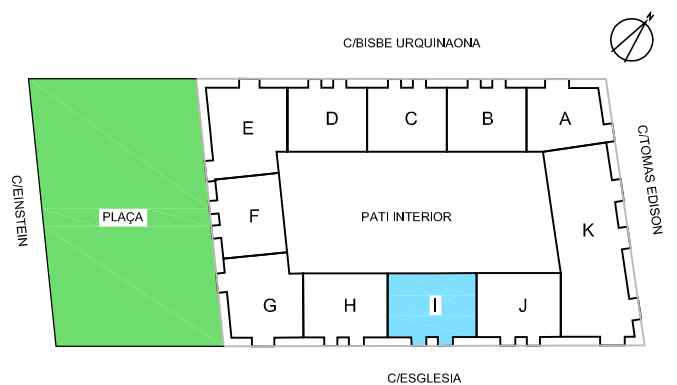 N
C/BISBE URQUINAONA
E
D
C
B
A
C/TOMAS EDISON
C/EINSTEIN
PLAÇA
F
PATI INTERIOR
K
G
H
I
J
C/ESGLESIA